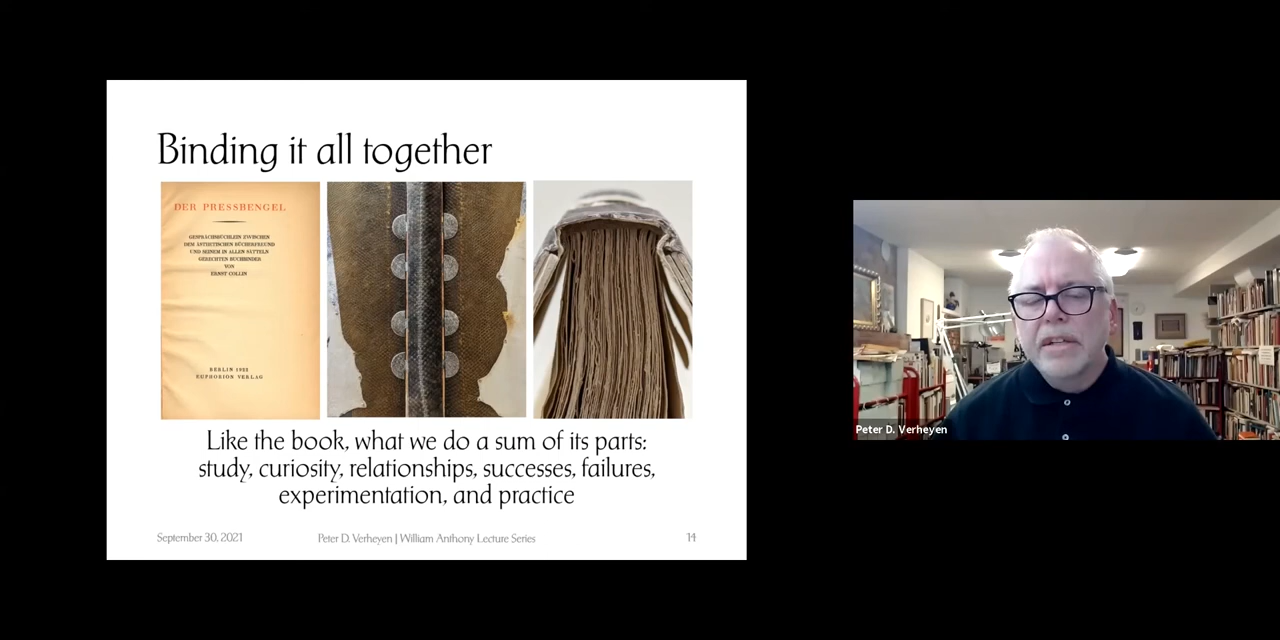 Binding it all together
DER PRESSBENGEL
GESPRÄCHSBÜCHLEIN ZWISCHEN
DEM ÄSTHETISCHEN BÜCHERFREUND
UND SEINEM IN ALLEN SÄTTELN
GERECHTEN BUCHBINDER
VON
ERNST COLLIN
BERLIN 1922
EUPHORION VERLAG
Like the book, what we do a sum of its parts:
study, curiosity, relationships, successes, failures,
experimentation, and practice
September 30, 2021
Peter D. Verheyen | William Anthony Lecture Series
14
Peter D. Verheyen